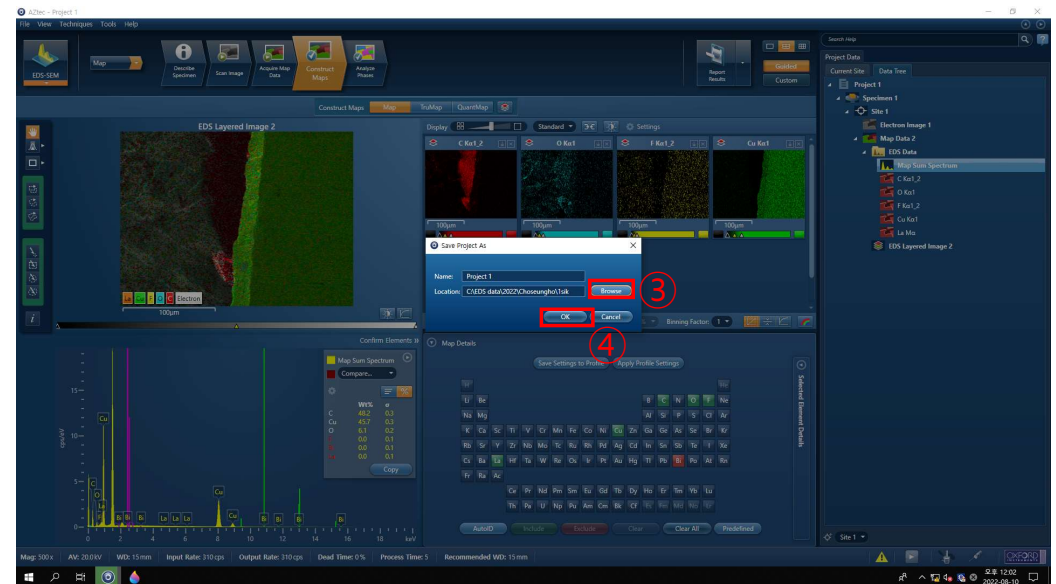 AZtec - Project 1
File View Techniques Tools Help
EDS-SEM
Map
Describe Specimen
Scan Image
Acquire Map Data
Construct Maps
Analyze Phases
Report Results
Guided
Custom
Construct Maps Map TruMap QuantMap
EDS Layered Image 2
La Cu F O C Electron
100µm
Display Standard Settings
C Kα1_2
O Kα1
F Kα1_2
Cu Kα1
100µm
100µm
100µm
100µm
Save Project As
Name: Project 1
Location: C:\EDS data\2022\Choseungho\1sik Browse
③
OK Cancel
④
Binning Factor: 1
Confirm Elements
Map Sum Spectrum
Compare...
Wt% σ
C 48.2 0.3
Cu 45.7 0.3
O 6.1 0.2
0.0 0.1
0.0 0.1
0.0 0.1
Copy
cps/eV
15
10
5
0
Cu
C
O
La
Bi Bi Bi La La La Cu Bi Bi Bi Bi
Cu
0 2 4 6 8 10 12 14 16 18 keV
Map Details
Save Settings to Profile Apply Profile Settings
H He
Li Be B C N O F Ne
Na Mg Al Si P S Cl Ar
K Ca Sc Ti V Cr Mn Fe Co Ni Cu Zn Ga Ge As Se Br Kr
Rb Sr Y Zr Nb Mo Tc Ru Rh Pd Ag Cd In Sn Sb Te I Xe
Cs Ba La Hf Ta W Re Os Ir Pt Au Hg Tl Pb Bi Po At Rn
Fr Ra Ac
Ce Pr Nd Pm Sm Eu Gd Tb Dy Ho Er Tm Yb Lu
Th Pa U Np Pu Am Cm Bk Cf Es Fm Md No Lr
AutoID Include Exclude Clear Clear All Predefined
Selected Element Details
Search Help
Project Data
Current Site Data Tree
Project 1
Specimen 1
Site 1
Electron Image 1
Map Data 2
EDS Data
Map Sum Spectrum
C Kα1_2
O Kα1
F Kα1_2
Cu Kα1
La Mα
EDS Layered Image 2
Site 1
Mag: 500 x AV: 20.0 kV WD: 15 mm Input Rate: 310 cps Output Rate: 310 cps Dead Time: 0 % Process Time: 5 Recommended WD: 15 mm
OXFORD INSTRUMENTS
오후 12:02
2022-08-10